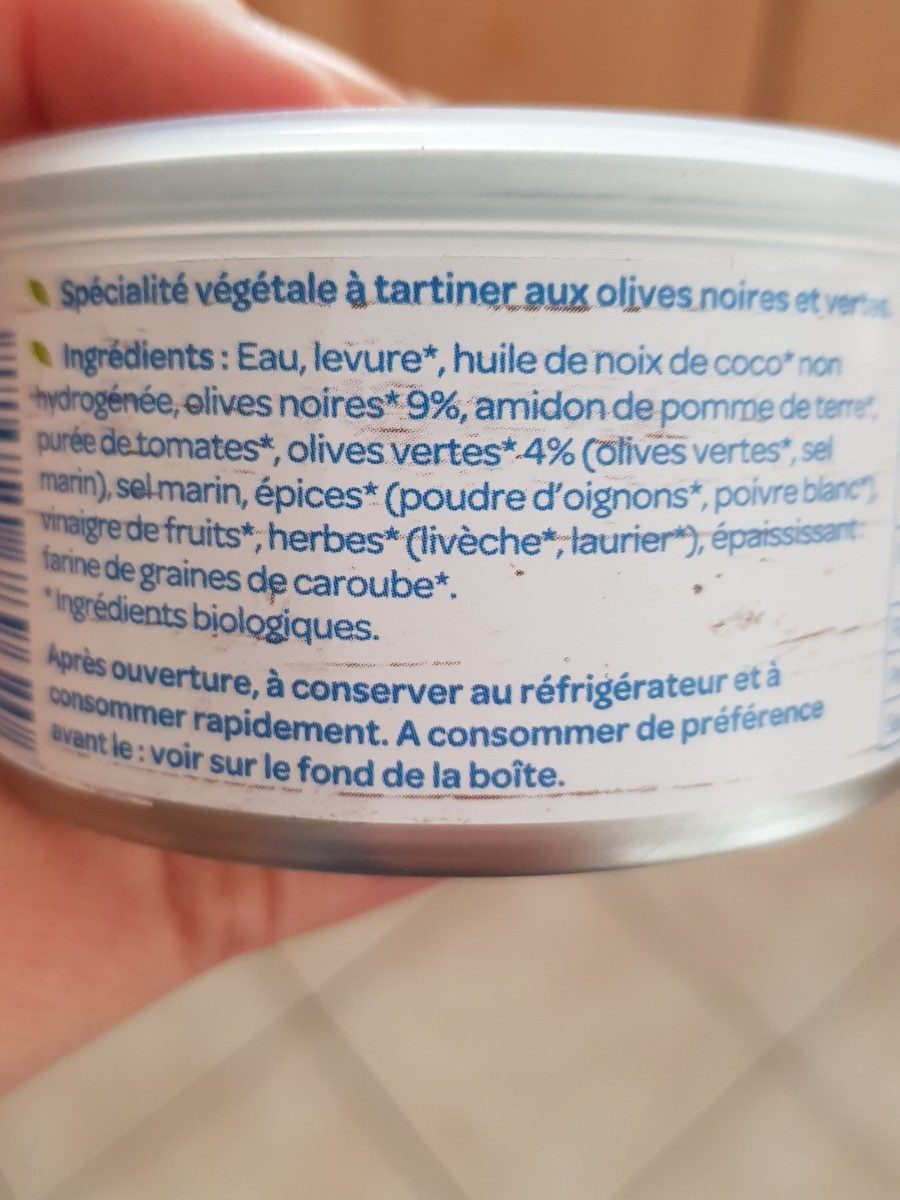 Spécialité végétale à tartiner aux olives noires et vertes.
Ingrédients : Eau, levure*, huile de noix de coco* non
hydrogénée, olives noires* 9%, amidon de pomme de terre*,
purée de tomates*, olives vertes* 4% (olives vertes*, sel
marin), sel marin, épices* (poudre d'oignons*, poivre blanc*),
vinaigre de fruits*, herbes* (livèche*, laurier*), épaississant:
farine de graines de caroube*.
*Ingrédients biologiques.
Après ouverture, à conserver au réfrigérateur et à
consommer rapidement. A consommer de préférence
avant le : voir sur le fond de la boîte.